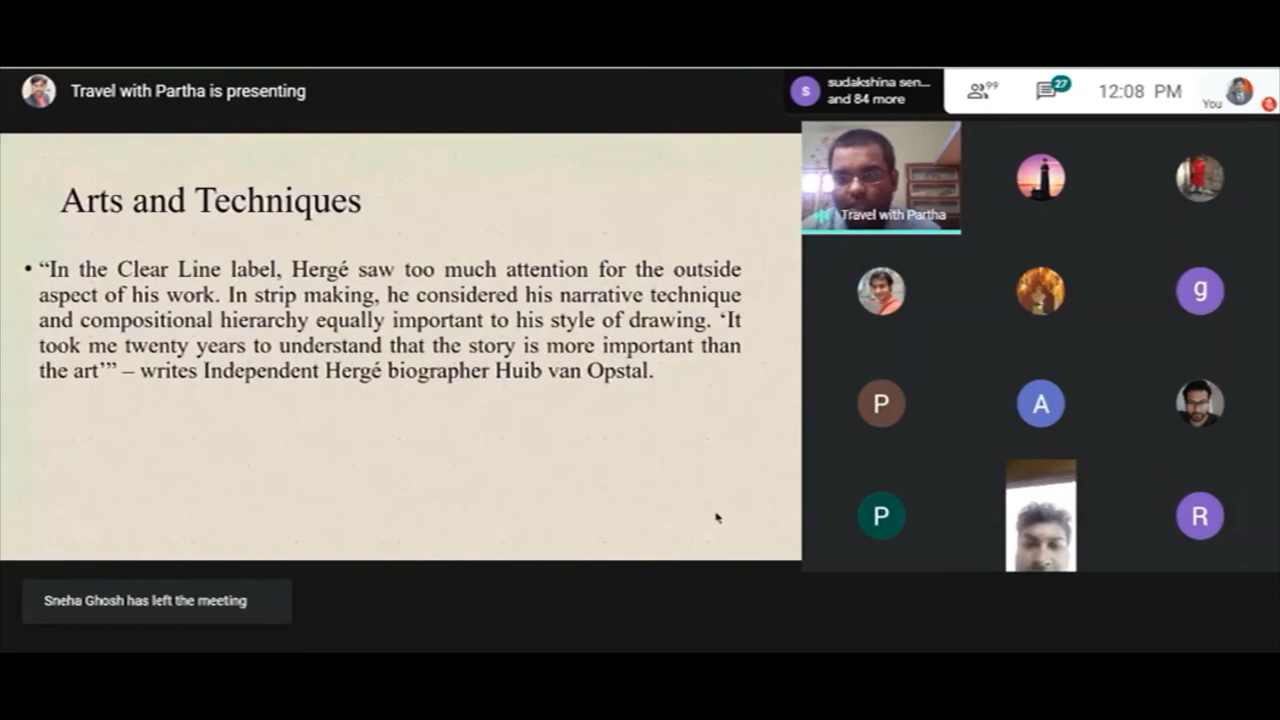 Travel with Partha is presenting
S
sudakshina sen...
and 84 more
99
27
12:08 PM
You
Arts and Techniques
• “In the Clear Line label, Hergé saw too much attention for the outside
aspect of his work. In strip making, he considered his narrative technique
and compositional hierarchy equally important to his style of drawing. ‘It
took me twenty years to understand that the story is more important than
the art’” – writes Independent Hergé biographer Huib van Opstal.
Travel with Partha
g
P
A
P
R
Sneha Ghosh has left the meeting